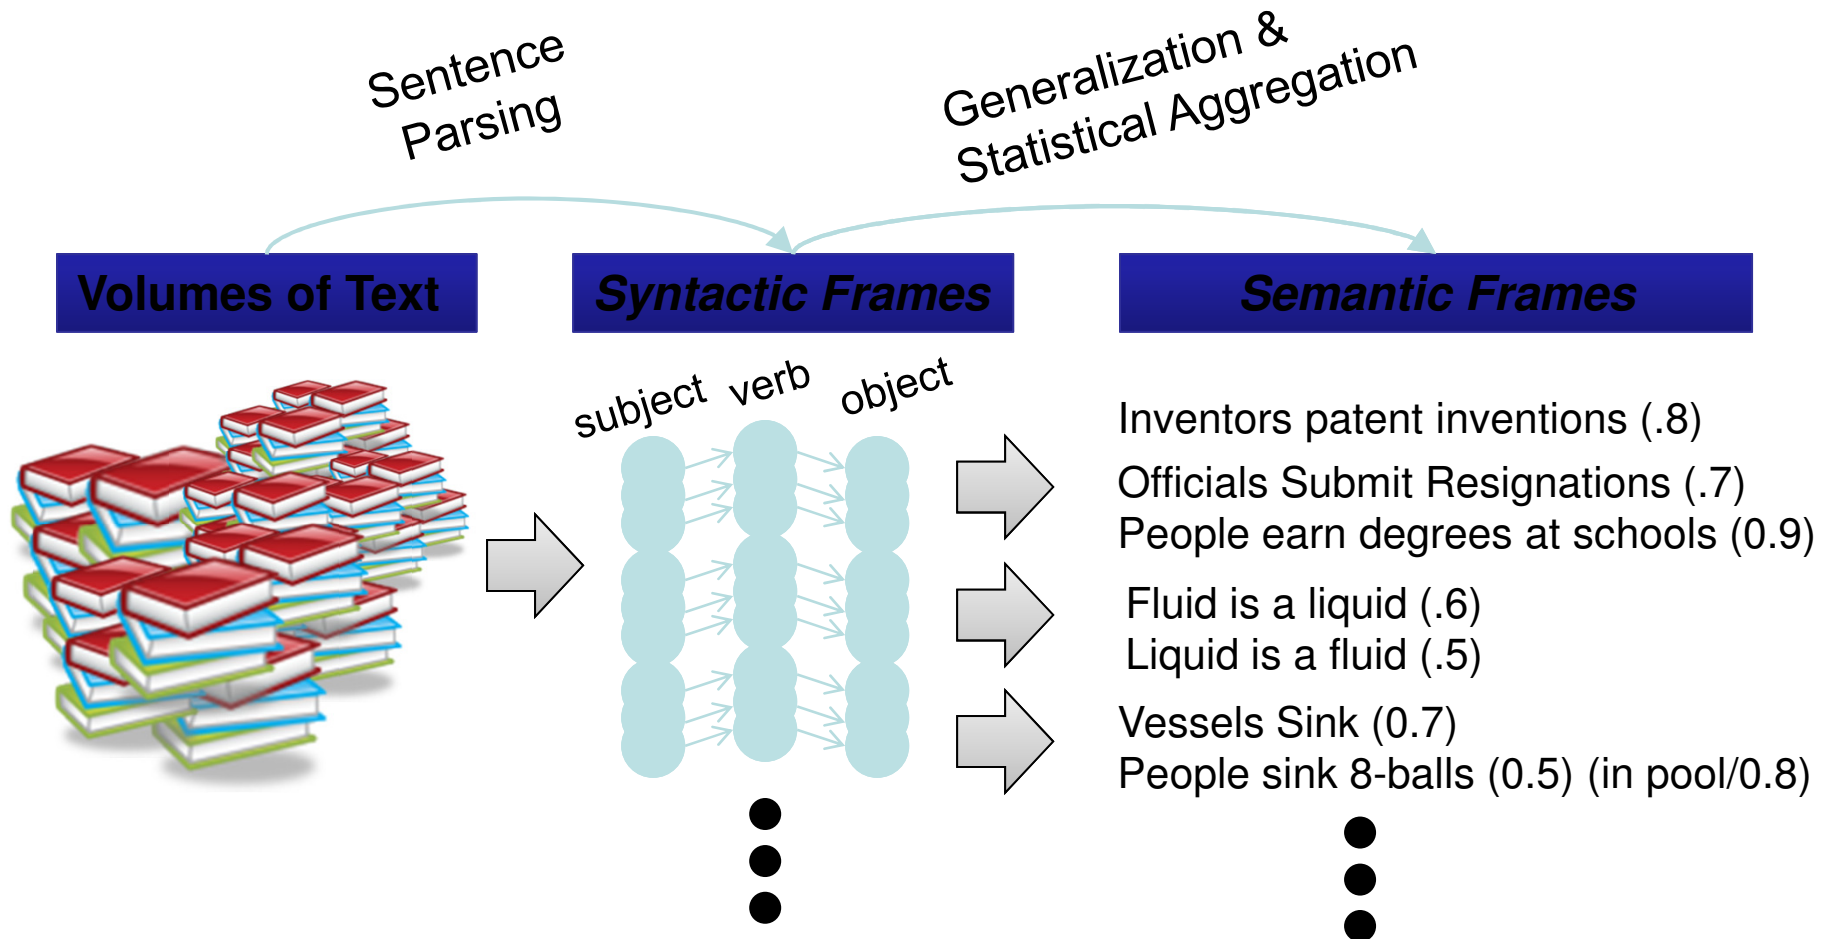 Sentence
Parsing
Generalization &
Statistical Aggregation
Volumes of Text
Syntactic Frames
Semantic Frames
subject
verb
object
Inventors patent inventions (.8)
Officials Submit Resignations (.7)
People earn degrees at schools (0.9)
Fluid is a liquid (.6)
Liquid is a fluid (.5)
Vessels Sink (0.7)
People sink 8-balls (0.5) (in pool/0.8)